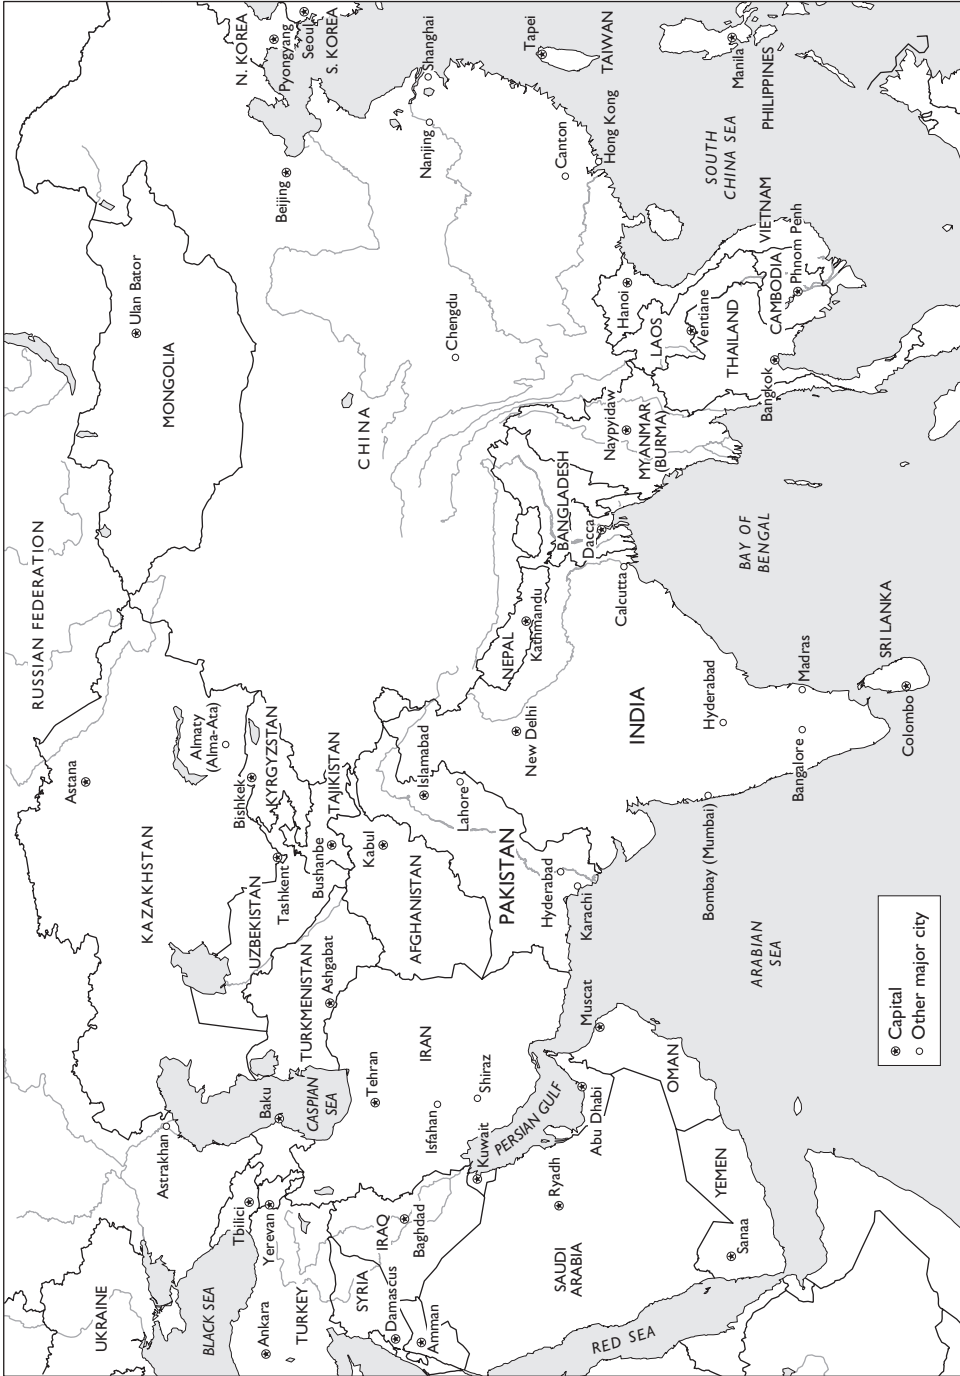 RUSSIAN FEDERATION
UKRAINE
Astana
KAZAKHSTAN
Ulan Bator
MONGOLIA
Astrakhan
BLACK SEA
Tbilici
Yerevan
Ankara
TURKEY
Baku
CASPIAN
SEA
UZBEKISTAN
Tashkent
Bishkek
Almaty
(Alma-Ata)
KYRGYZSTAN
TAJIKISTAN
Bushanbe
TURKMENISTAN
Ashgabat
Beijing
N. KOREA
Pyongyang
Seoul
S. KOREA
SYRIA
Damascus
Amman
IRAQ
Baghdad
Tehran
IRAN
Isfahan
Shiraz
Kuwait
PERSIAN GULF
Kabul
AFGHANISTAN
Islamabad
Lahore
PAKISTAN
Hyderabad
Karachi
CHINA
Chengdu
Nanjing
Shanghai
Canton
Hong Kong
Tapei
TAIWAN
New Delhi
NEPAL
Kathmandu
BANGLADESH
Dacca
Calcutta
INDIA
Hyderabad
Bombay (Mumbai)
Bangalore
Madras
SRI LANKA
Colombo
Naypyidaw
MYANMAR
(BURMA)
Hanoi
LAOS
Ventiane
THAILAND
Bangkok
CAMBODIA
Phnom Penh
VIETNAM
SOUTH
CHINA SEA
Manila
PHILIPPINES
BAY OF
BENGAL
ARABIAN
SEA
Ryadh
SAUDI
ARABIA
Abu Dhabi
Muscat
OMAN
YEMEN
Sanaa
RED SEA
Capital
Other major city